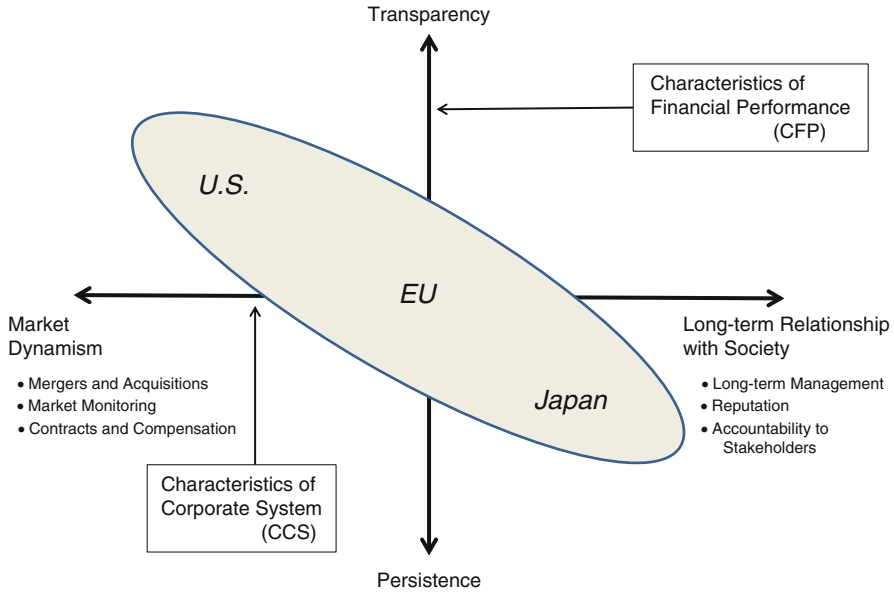 Transparency
Characteristics of
Financial Performance
(CFP)
U.S.
EU
Market
Dynamism
• Mergers and Acquisitions
• Market Monitoring
• Contracts and Compensation
Long-term Relationship
with Society
• Long-term Management
• Reputation
• Accountability to
Stakeholders
Japan
Characteristics of
Corporate System
(CCS)
Persistence